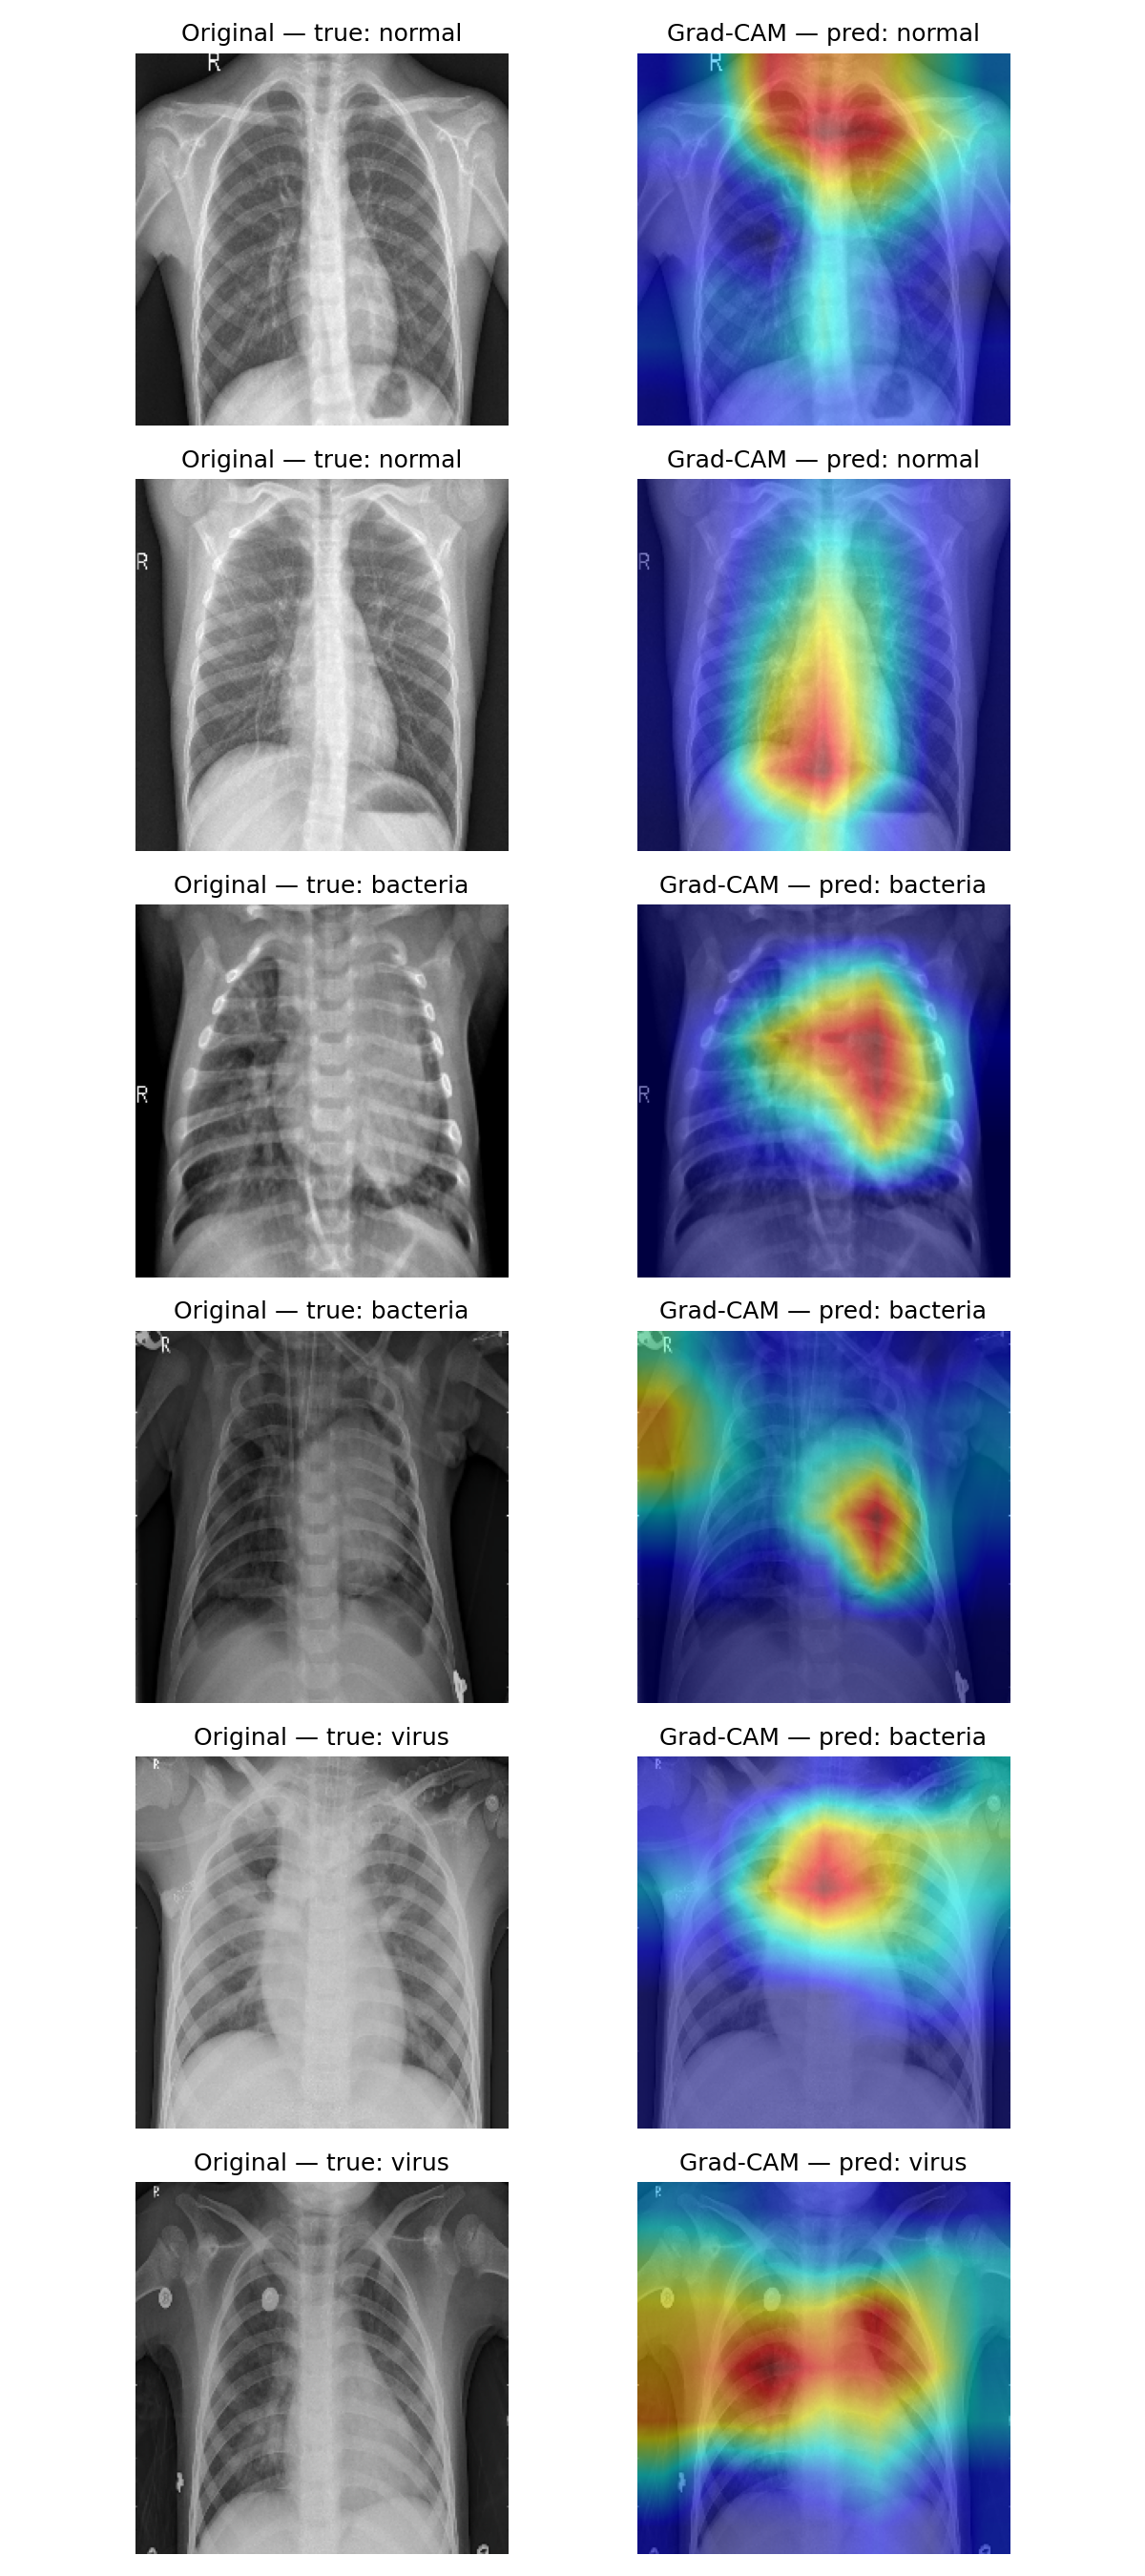 Original — true: normal
Grad-CAM — pred: normal
R
R
Original — true: normal
Grad-CAM — pred: normal
R
R
Original — true: bacteria
Grad-CAM — pred: bacteria
R
R
Original — true: bacteria
Grad-CAM — pred: bacteria
R
R
Original — true: virus
Grad-CAM — pred: bacteria
R
R
Original — true: virus
Grad-CAM — pred: virus
R
R